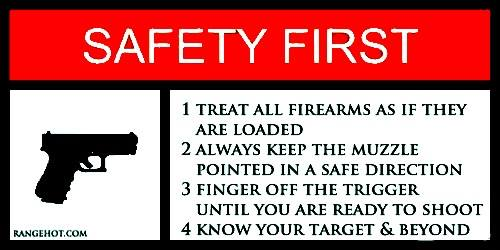 SAFETY FIRST
1 TREAT ALL FIREARMS AS IF THEY
ARE LOADED
2 ALWAYS KEEP THE MUZZLE
POINTED IN A SAFE DIRECTION
3 FINGER OFF THE TRIGGER
UNTIL YOU ARE READY TO SHOOT
4 KNOW YOUR TARGET & BEYOND
RANGEHOT.COM